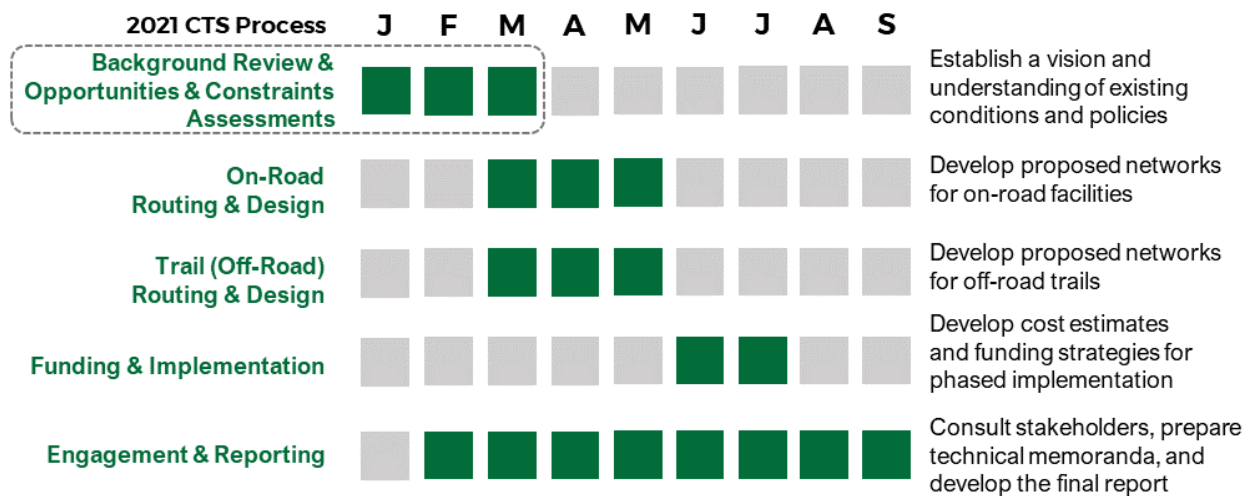 2021 CTS Process J F M A M J J A S
Background Review &
Opportunities & Constraints
Assessments
Establish a vision and
understanding of existing
conditions and policies
On-Road
Routing & Design
Develop proposed networks
for on-road facilities
Trail (Off-Road)
Routing & Design
Develop proposed networks
for off-road trails
Funding & Implementation
Develop cost estimates
and funding strategies for
phased implementation
Engagement & Reporting
Consult stakeholders, prepare
technical memoranda, and
develop the final report